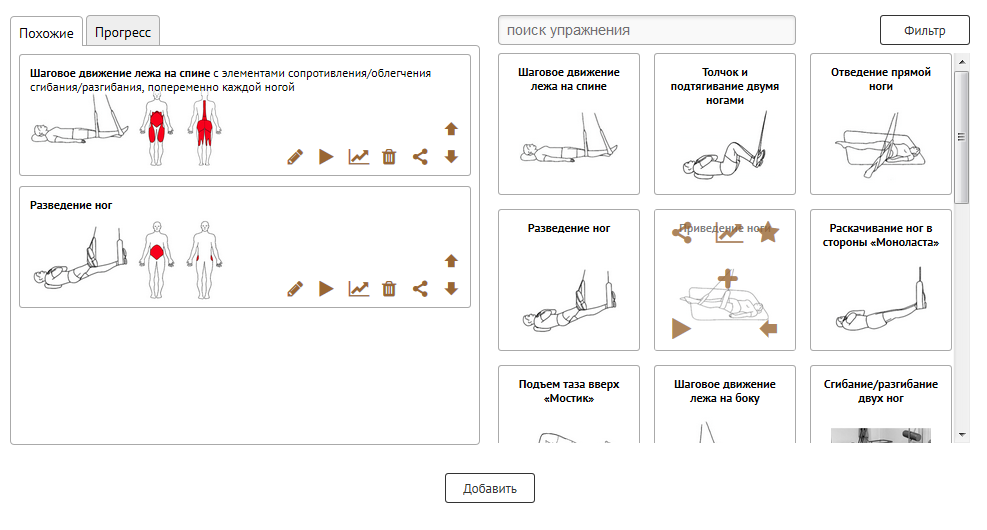 Похожие
Прогресс
Шаговое движение лежа на спине с элементами сопротивления/облегчения
сгибания/разгибания, попеременно каждой ногой
Разведение ног
поиск упражнения
Фильтр
Шаговое движение
лежа на спине
Толчок и
подтягивание двумя
ногами
Отведение прямой
ноги
Разведение ног
Приведение ноги
Раскачивание ног в
стороны «Моноласта»
Подъем таза вверх
«Мостик»
Шаговое движение
лежа на боку
Сгибание/разгибание
двух ног
Добавить